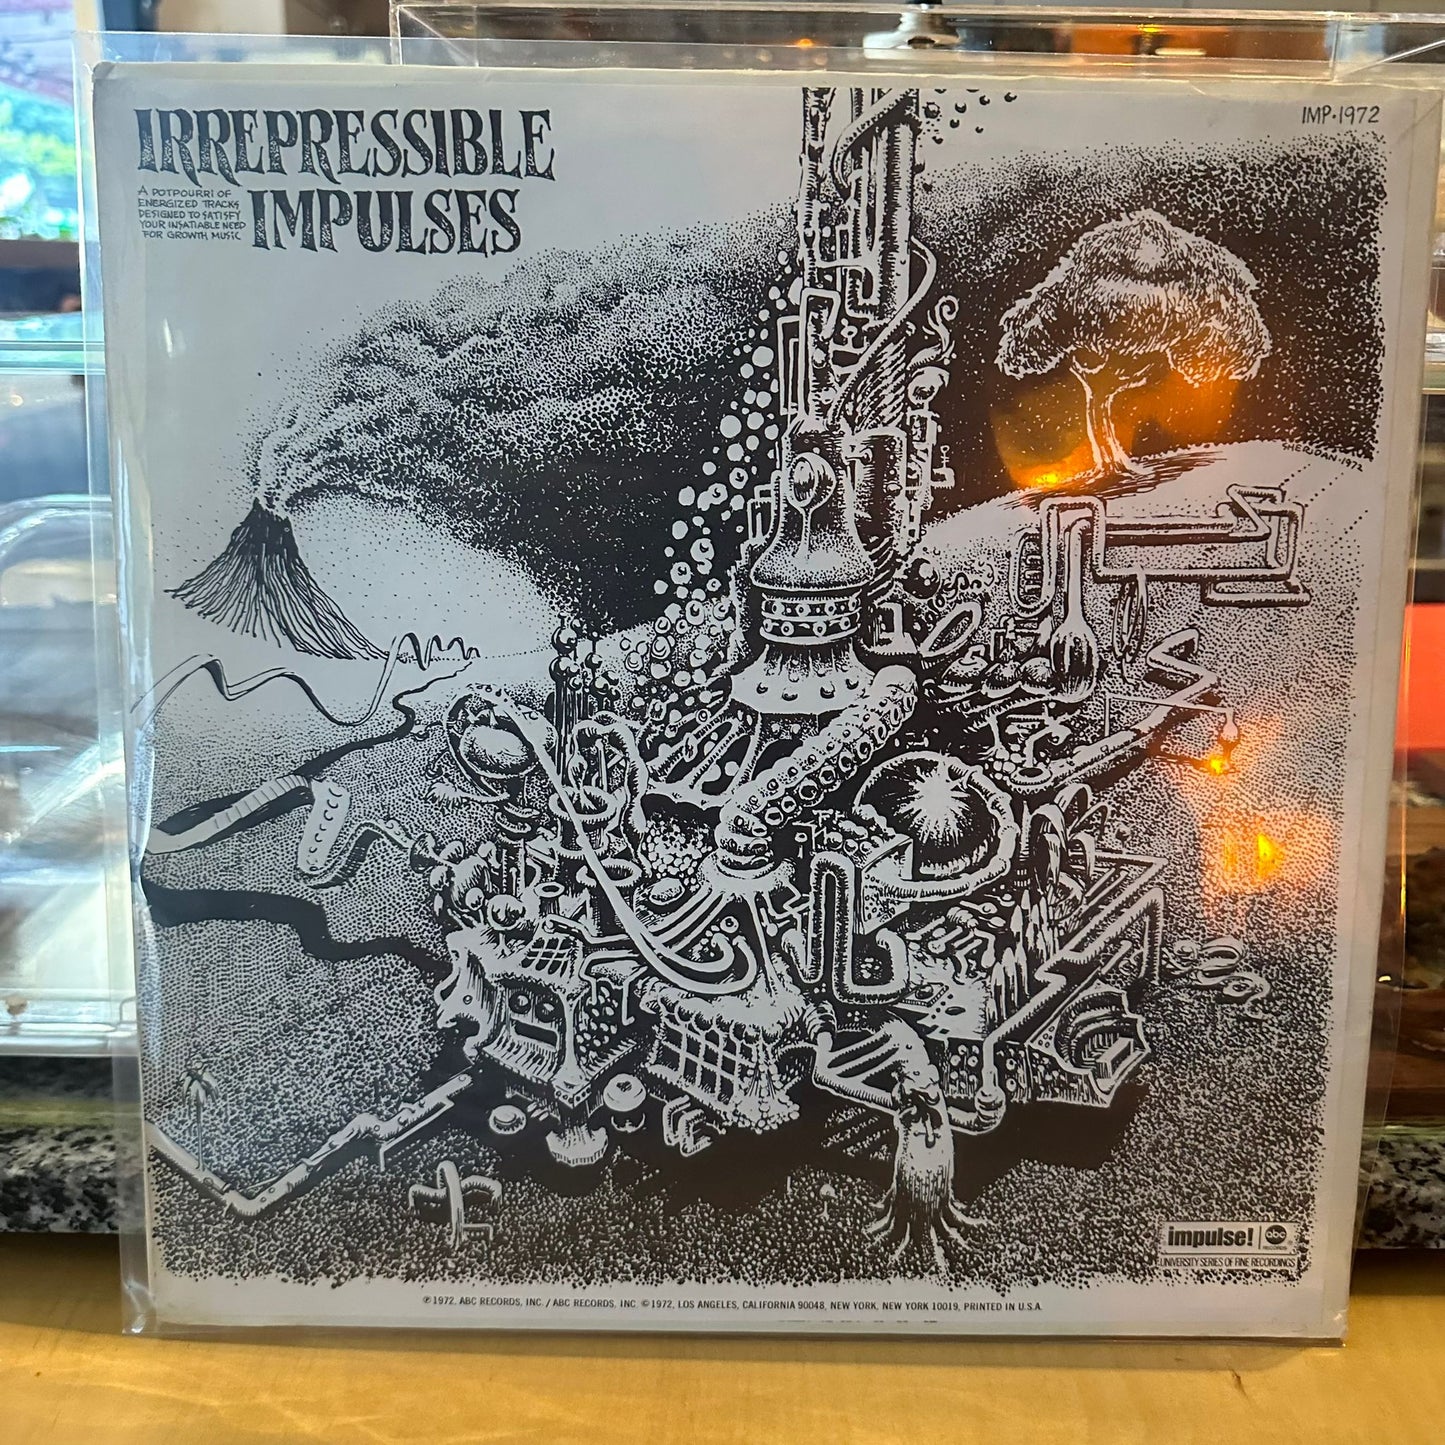 IRREPRESSIBLE
IMPULSES
A POTPOURRI OF
ENERGIZED TRACKS
DESIGNED TO SATISFY
YOUR INSATIABLE NEED
FOR GROWTH MUSIC
IMP•1972
SHERIDAN•1972
impulse! abc
RECORDS
UNIVERSITY SERIES OF FINE RECORDINGS
℗1972, ABC RECORDS, INC. / ABC RECORDS, INC. ©1972, LOS ANGELES, CALIFORNIA 90048, NEW YORK, NEW YORK 10019, PRINTED IN U.S.A.